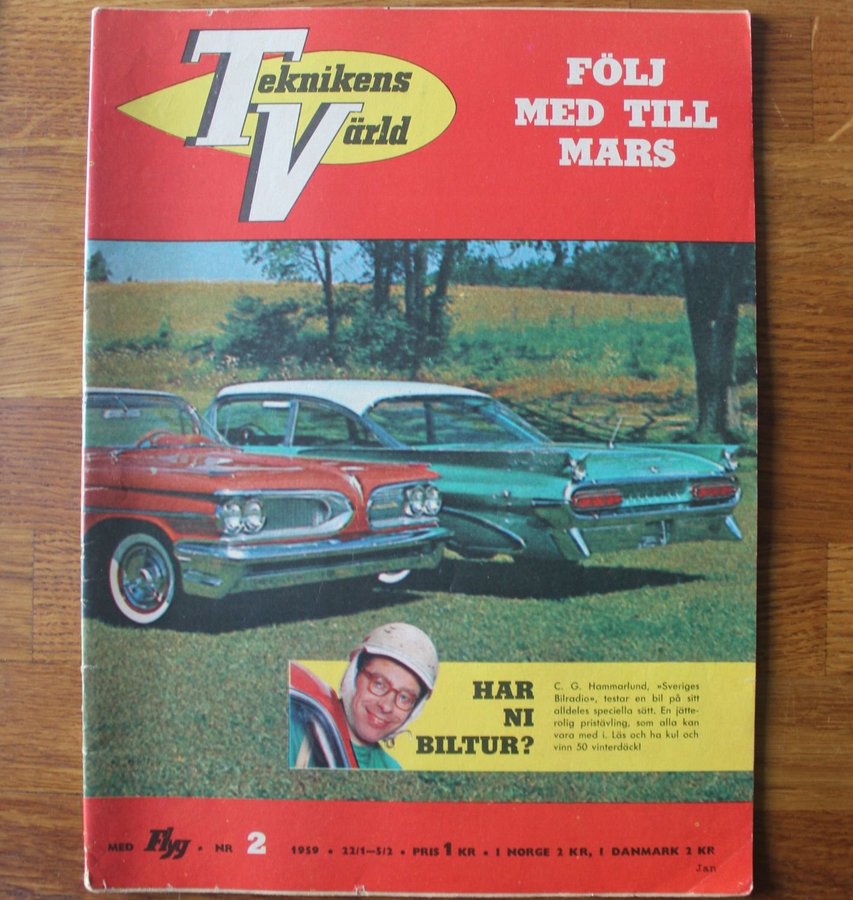 Teknikens
Värld
FÖLJ
MED TILL
MARS
HAR
NI
BILTUR?
C. G. Hammarlund, »Sveriges
Bilradio», testar en bil på sitt
alldeles speciella sätt. En jätte-
rolig pristävling, som alla kan
vara med i. Läs och ha kul och
vinn 50 vinterdäck!
MED Flyg • NR 2 1959 • 22/1—5/2 • PRIS 1 KR • I NORGE 2 KR, I DANMARK 2 KR
Jan